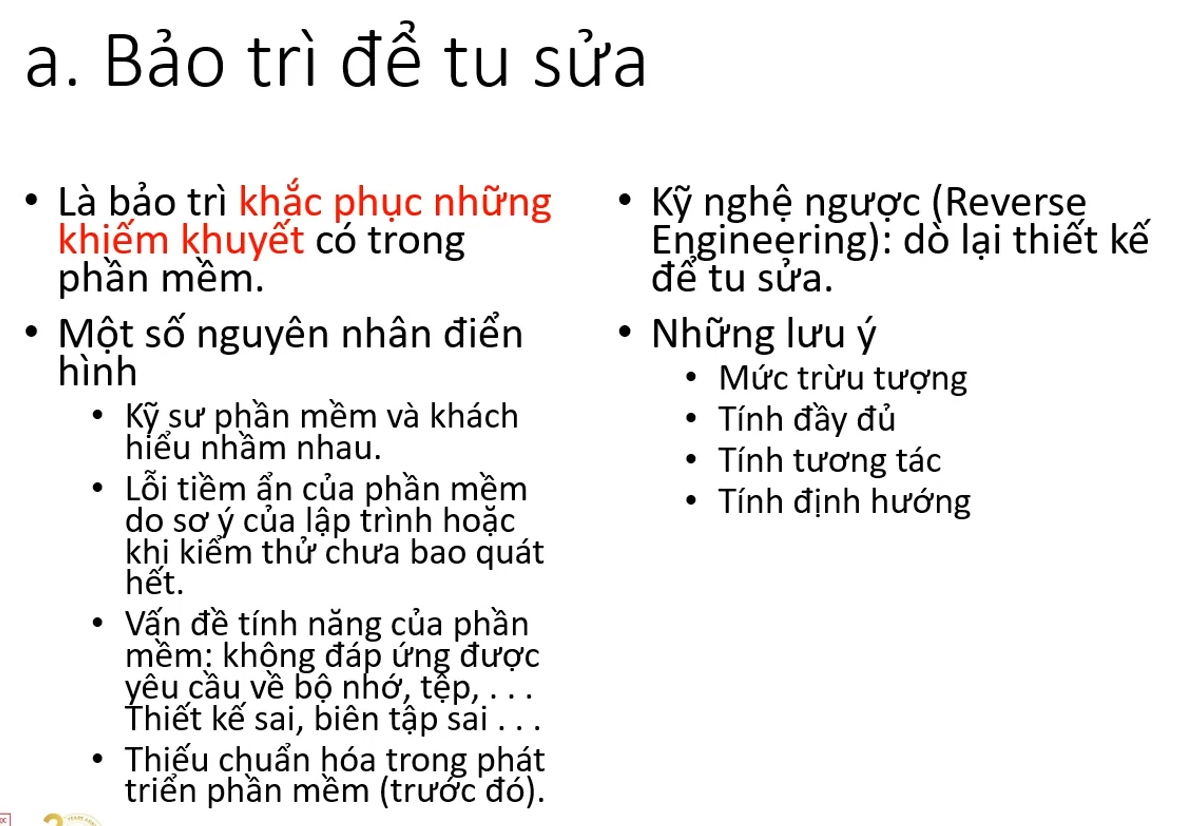 a. Bảo trì để tu sửa
• Là bảo trì khắc phục những
khiếm khuyết có trong
phần mềm.
• Một số nguyên nhân điển
hình
• Kỹ sư phần mềm và khách
hiểu nhầm nhau.
• Lỗi tiềm ẩn của phần mềm
do sơ ý của lập trình hoặc
khi kiểm thử chưa bao quát
hết.
• Vấn đề tính năng của phần
mềm: không đáp ứng được
yêu cầu về bộ nhớ, tệp, . . .
Thiết kế sai, biên tập sai . . .
• Thiếu chuẩn hóa trong phát
triển phần mềm (trước đó).
• Kỹ nghệ ngược (Reverse
Engineering): dò lại thiết kế
để tu sửa.
• Những lưu ý
• Mức trừu tượng
• Tính đầy đủ
• Tính tương tác
• Tính định hướng